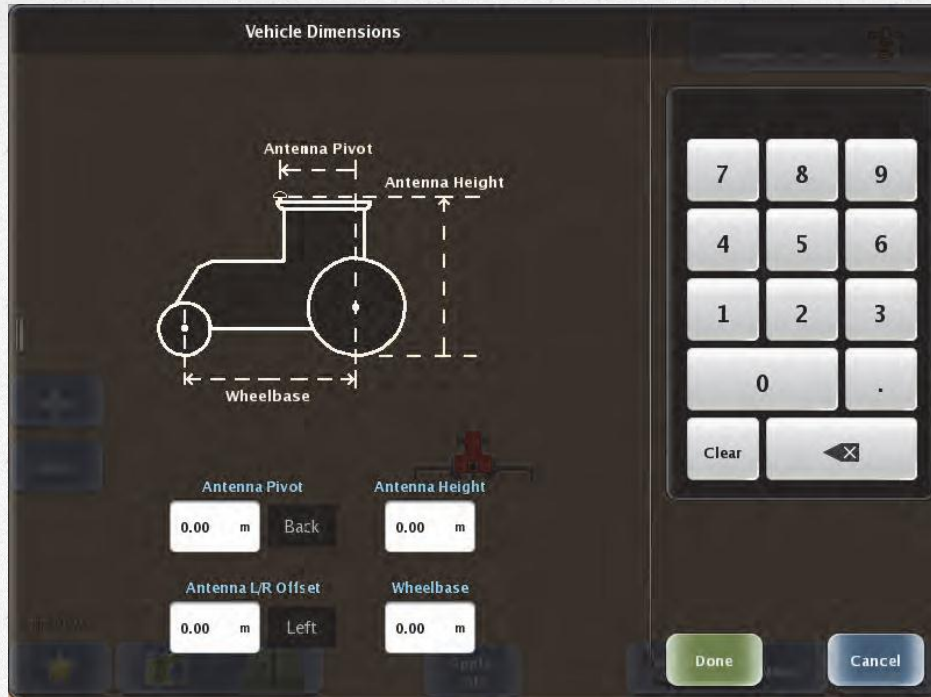 Vehicle Dimensions
Antenna Pivot
Antenna Height
Wheelbase
7 8 9
4 5 6
1 2 3
0 .
Clear
Antenna Pivot Antenna Height
0.00 m Back 0.00 m
Antenna L/R Offset Wheelbase
0.00 m Left 0.00 m
Done Cancel